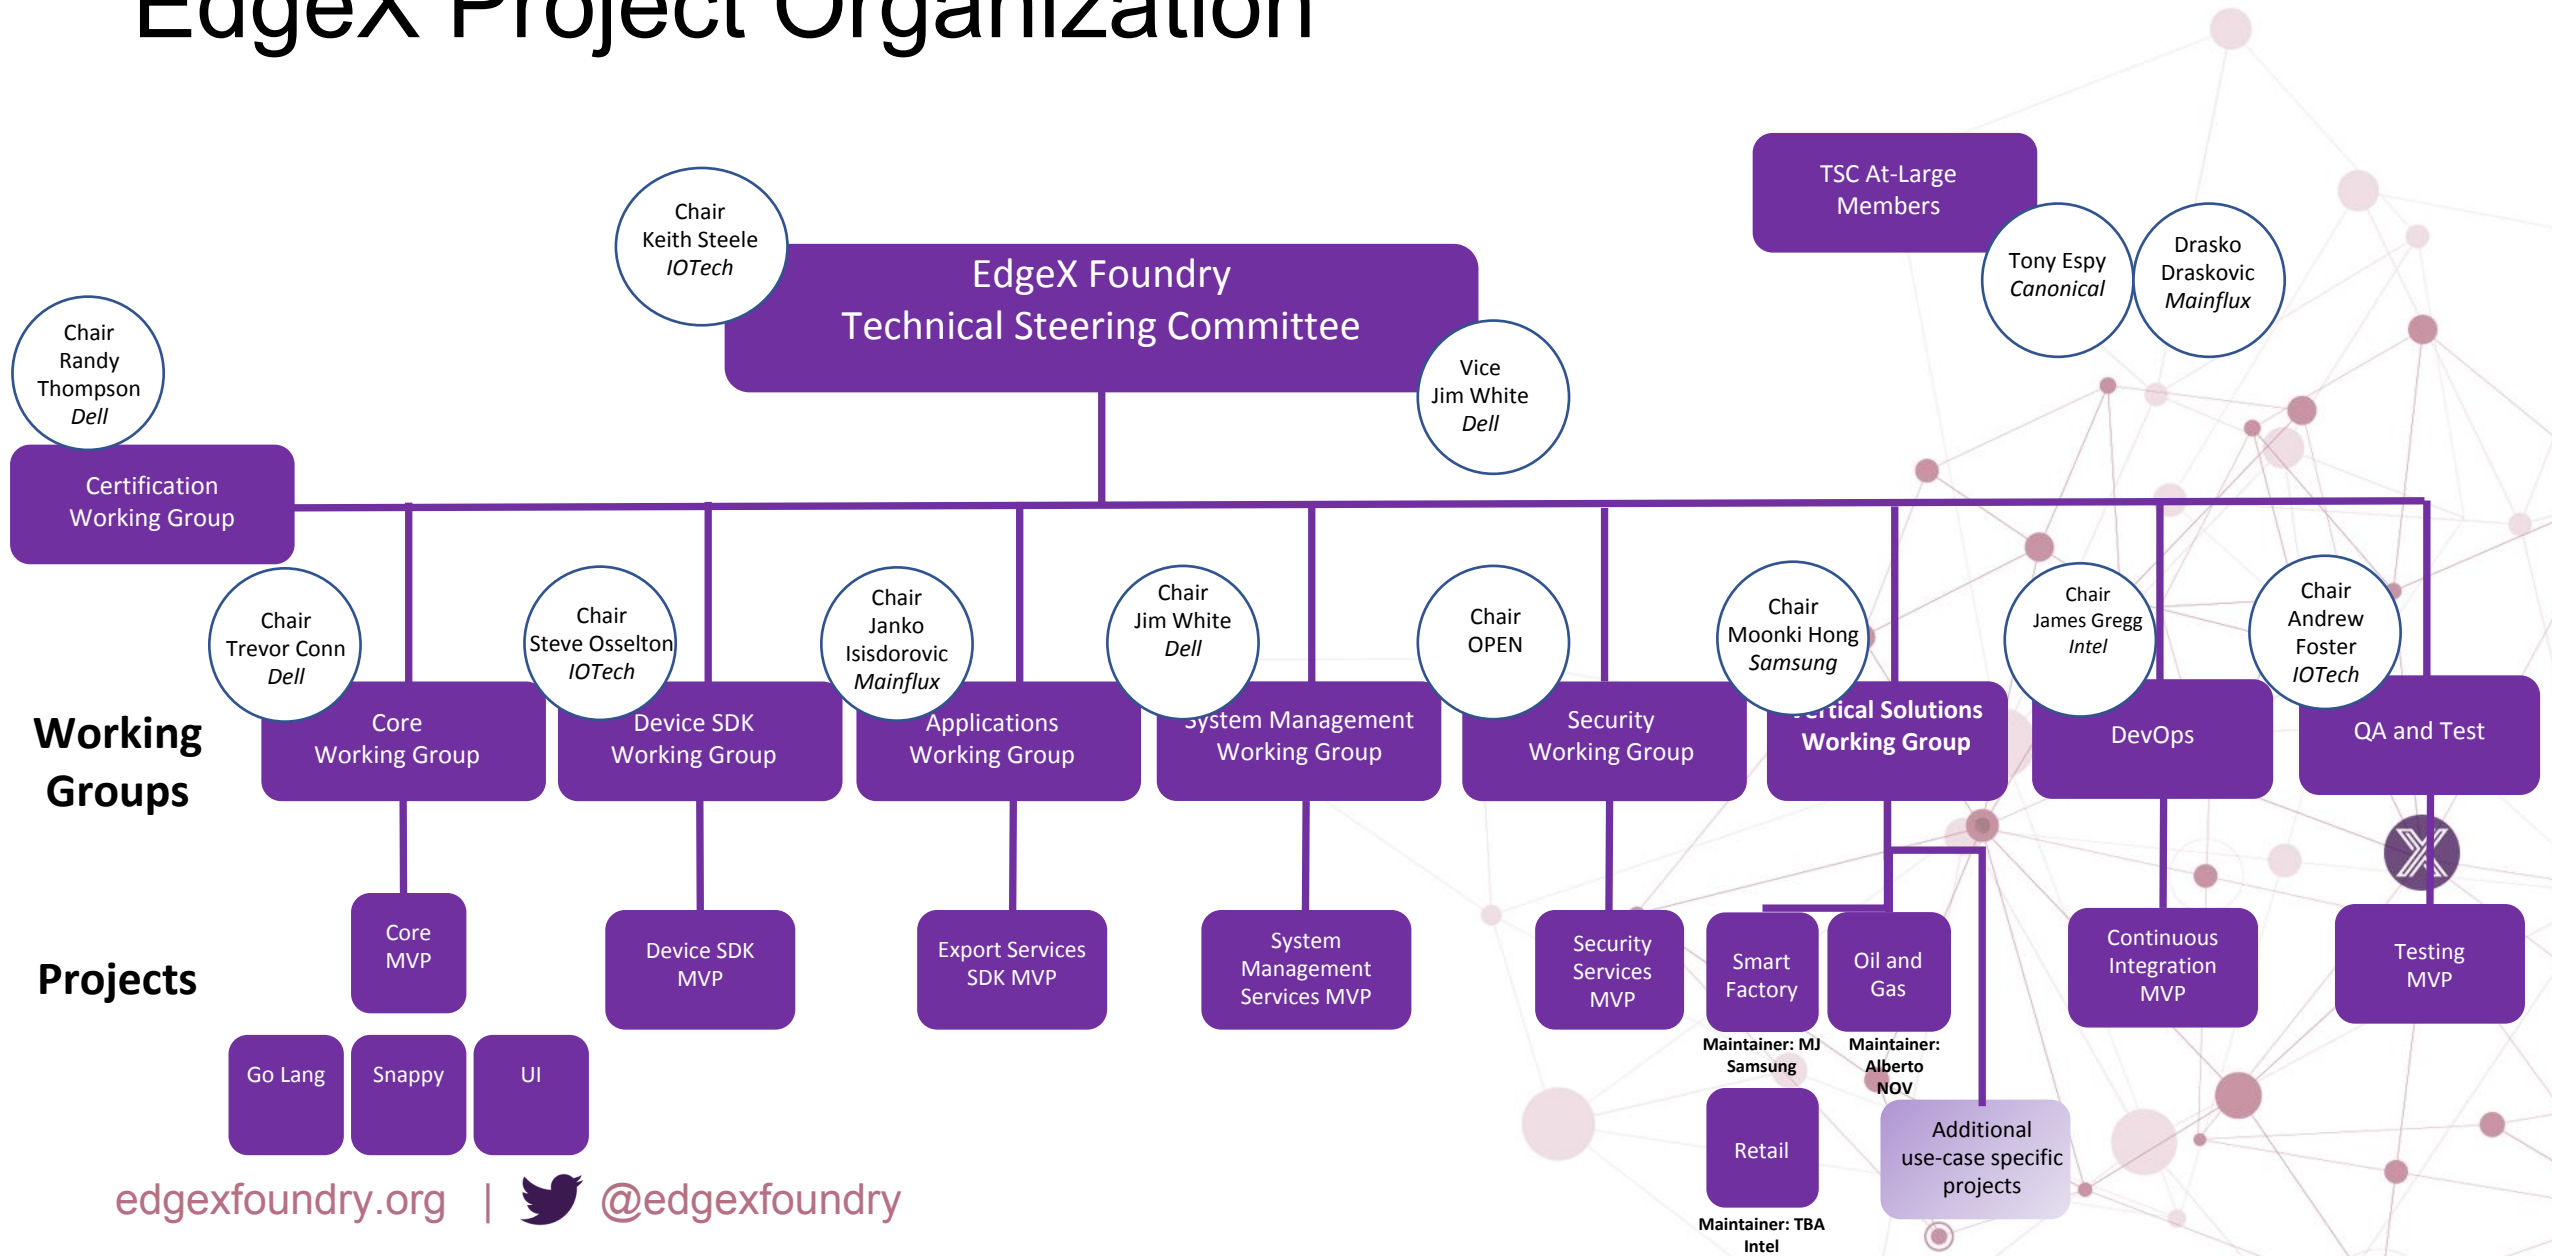 EdgeX Project Organization
TSC At-Large
Members
Tony Espy
Canonical
Drasko
Draskovic
Mainflux
Chair
Keith Steele
IOTech
EdgeX Foundry
Technical Steering Committee
Vice
Jim White
Dell
Chair
Randy
Thompson
Dell
Certification
Working Group
Chair
Trevor Conn
Dell
Chair
Steve Osselton
IOTech
Chair
Janko
Isisdorovic
Mainflux
Chair
Jim White
Dell
Chair
OPEN
Chair
Moonki Hong
Samsung
Chair
James Gregg
Intel
Chair
Andrew
Foster
IOTech
Working
Groups
Core
Working Group
Device SDK
Working Group
Applications
Working Group
System Management
Working Group
Security
Working Group
Vertical Solutions
Working Group
DevOps
QA and Test
Projects
Core
MVP
Device SDK
MVP
Export Services
SDK MVP
System
Management
Services MVP
Security
Services
MVP
Smart
Factory
Oil and
Gas
Continuous
Integration
MVP
Testing
MVP
Maintainer: MJ
Samsung
Maintainer:
Alberto
NOV
Go Lang
Snappy
UI
Retail
Additional
use-case specific
projects
Maintainer: TBA
Intel
edgexfoundry.org | @edgexfoundry